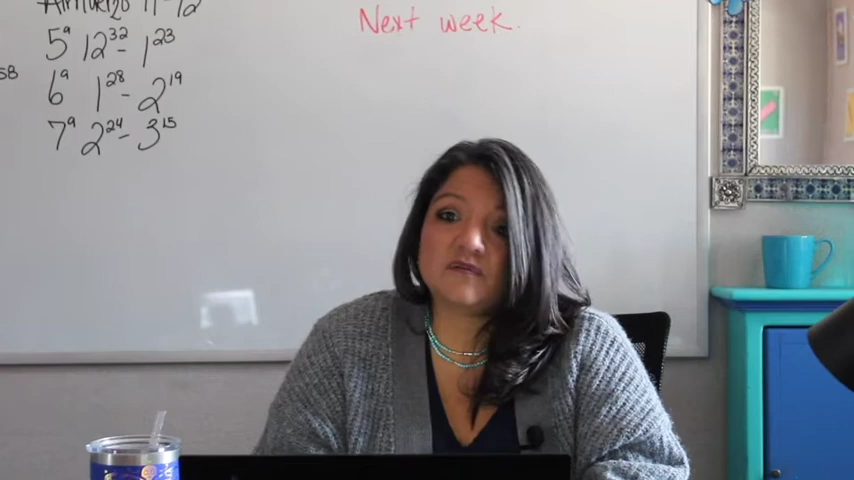 Almuerzo 11 - 12
5ª 12³² - 1²³
6ª 1²⁸ - 2¹⁹
7ª 2²⁴ - 3¹⁵
Next week.